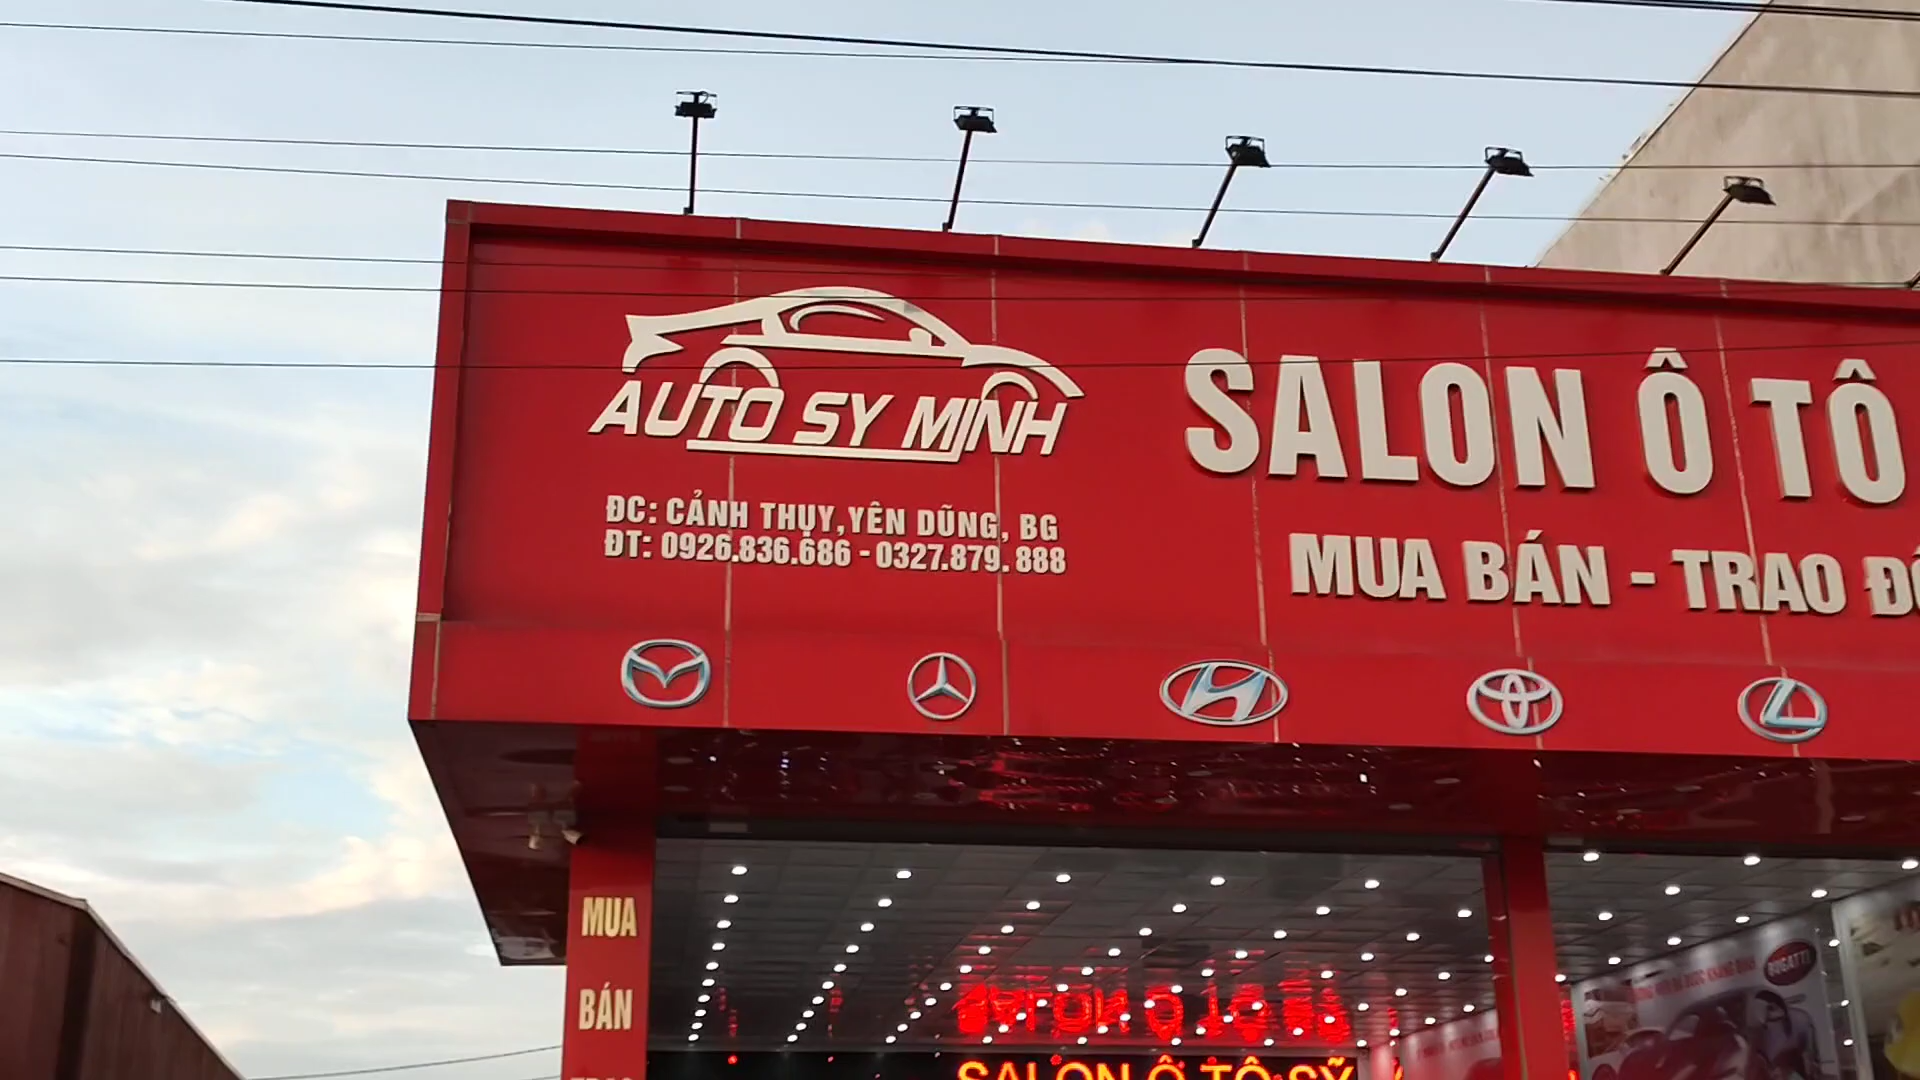 AUTO SY MINH
ĐC: CẢNH THỤY, YÊN DŨNG, BG
ĐT: 0926.836.686 - 0327.879.888
SALON Ô TÔ
MUA BÁN - TRAO
MUA
BÁN
SALON Ô TÔ SỸ
BUGATTI